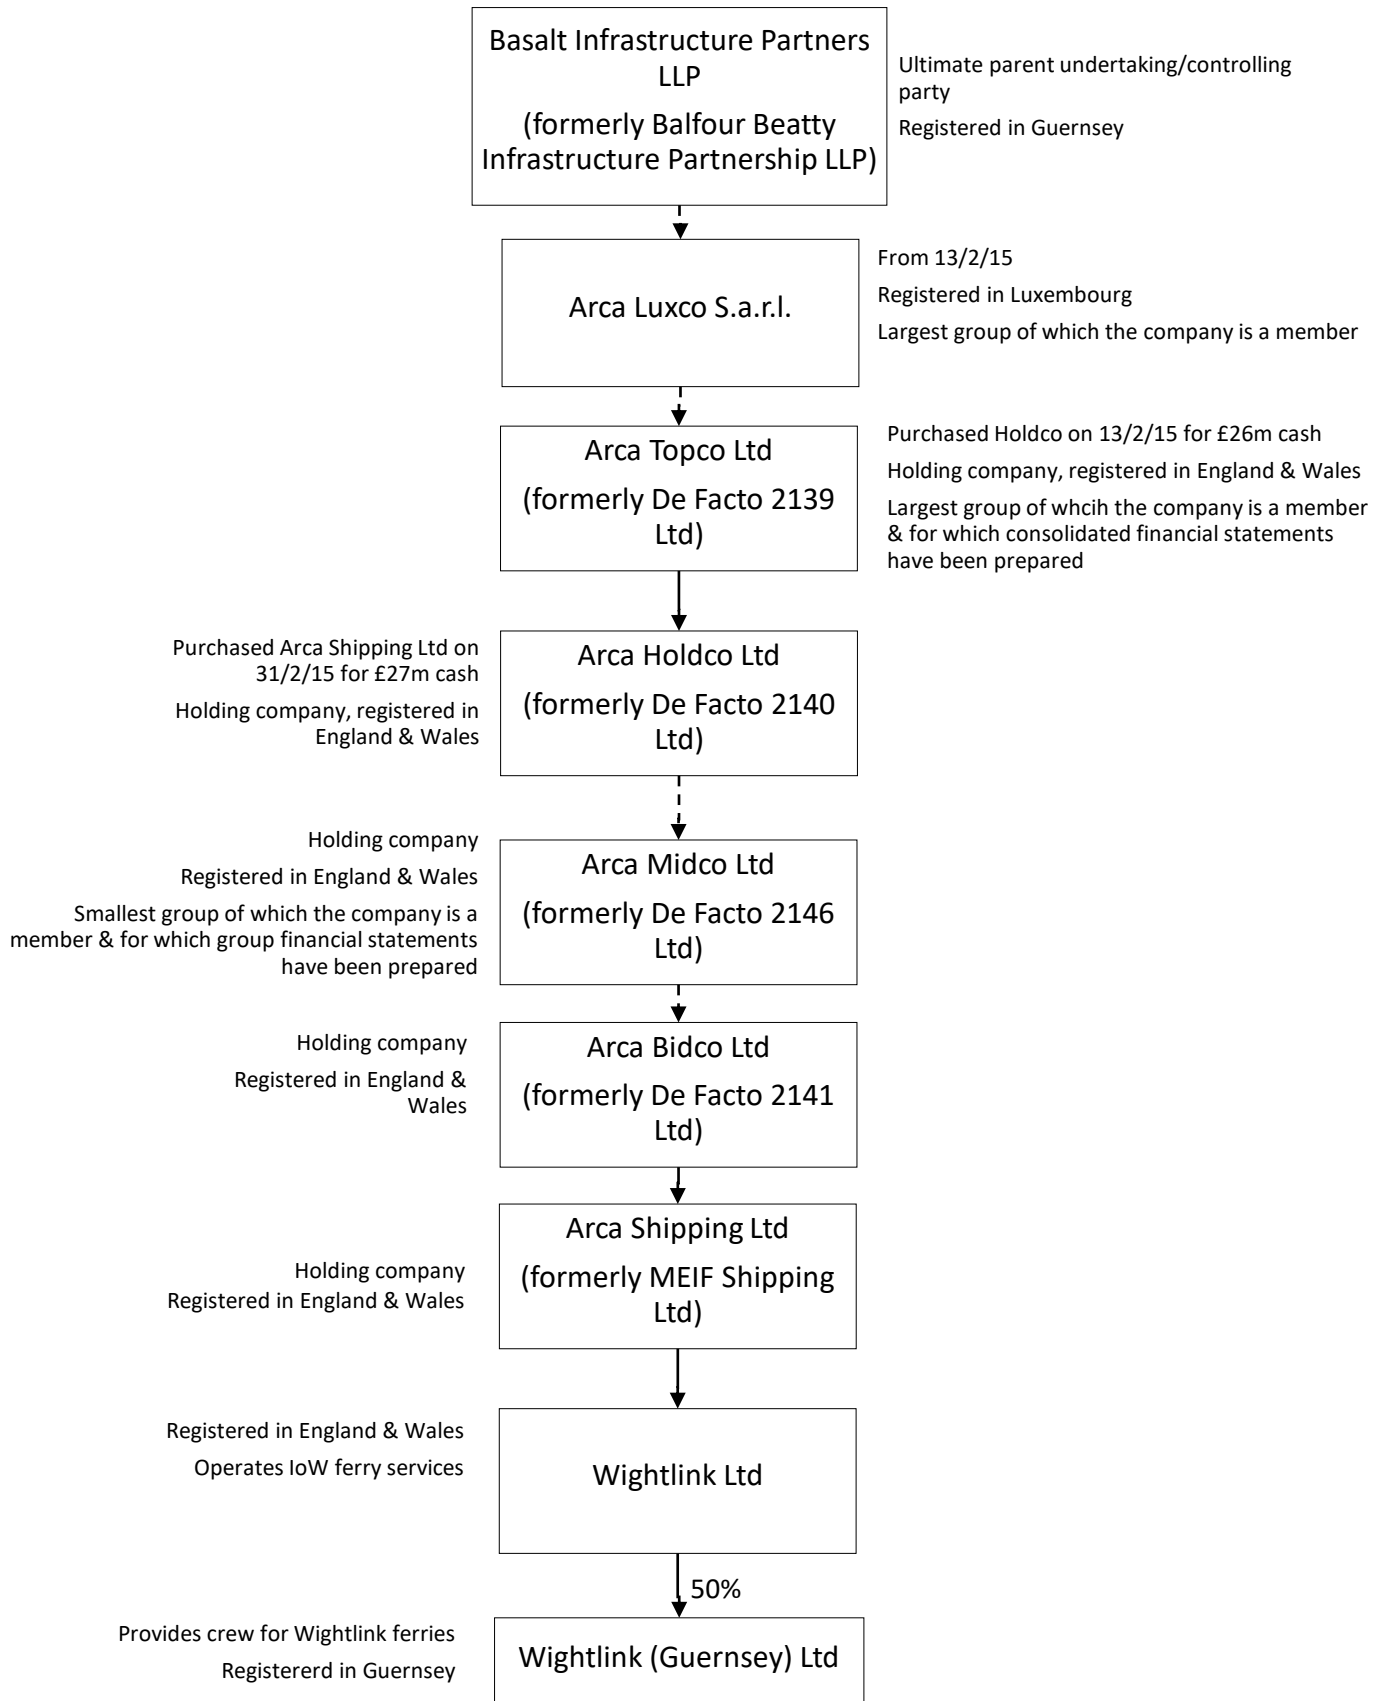 Basalt Infrastructure Partners
LLP
(formerly Balfour Beatty
Infrastructure Partnership LLP)
Ultimate parent undertaking/controlling
party
Registered in Guernsey
Arca Luxco S.a.r.l.
From 13/2/15
Registered in Luxembourg
Largest group of which the company is a member
Arca Topco Ltd
(formerly De Facto 2139
Ltd)
Purchased Holdco on 13/2/15 for £26m cash
Holding company, registered in England & Wales
Largest group of whcih the company is a member
& for which consolidated financial statements
have been prepared
Purchased Arca Shipping Ltd on
31/2/15 for £27m cash
Holding company, registered in
England & Wales
Arca Holdco Ltd
(formerly De Facto 2140
Ltd)
Holding company
Registered in England & Wales
Smallest group of which the company is a
member & for which group financial statements
have been prepared
Arca Midco Ltd
(formerly De Facto 2146
Ltd)
Holding company
Registered in England &
Wales
Arca Bidco Ltd
(formerly De Facto 2141
Ltd)
Holding company
Registered in England & Wales
Arca Shipping Ltd
(formerly MEIF Shipping
Ltd)
Registered in England & Wales
Operates IoW ferry services
Wightlink Ltd
50%
Provides crew for Wightlink ferries
Registererd in Guernsey
Wightlink (Guernsey) Ltd